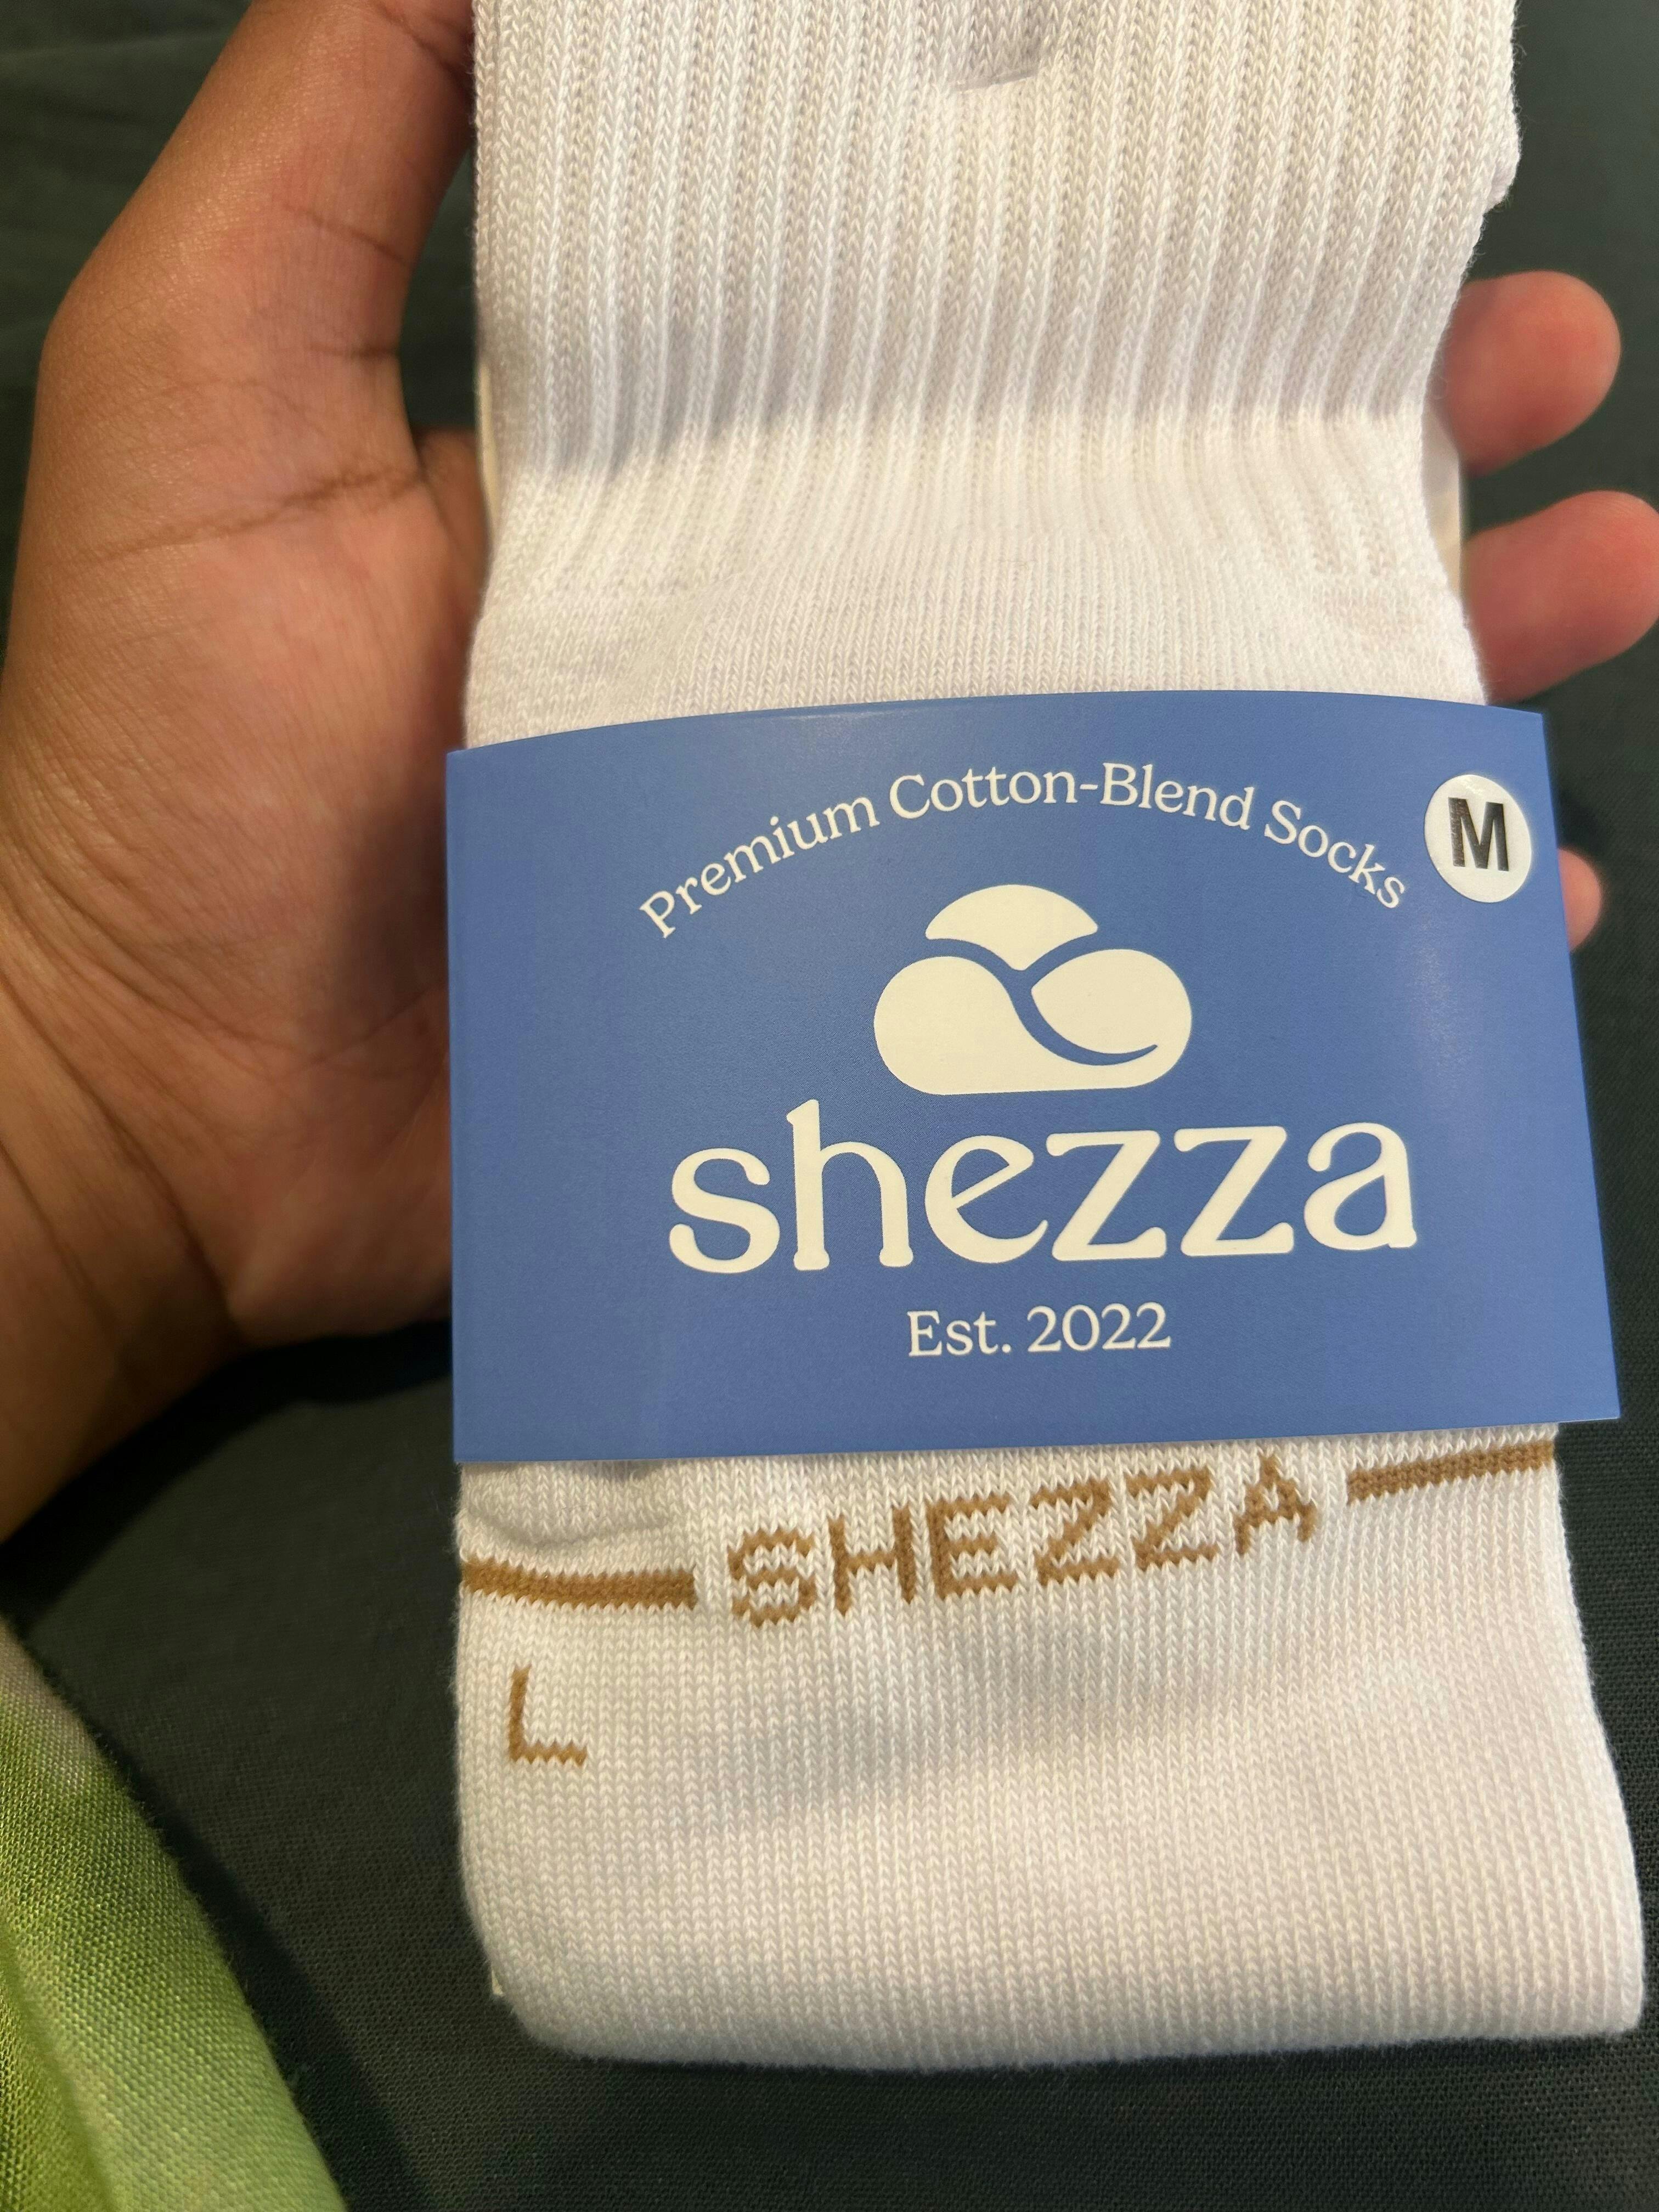 Premium Cotton-Blend Socks
M
shezza
Est. 2022
SHEZZA
L